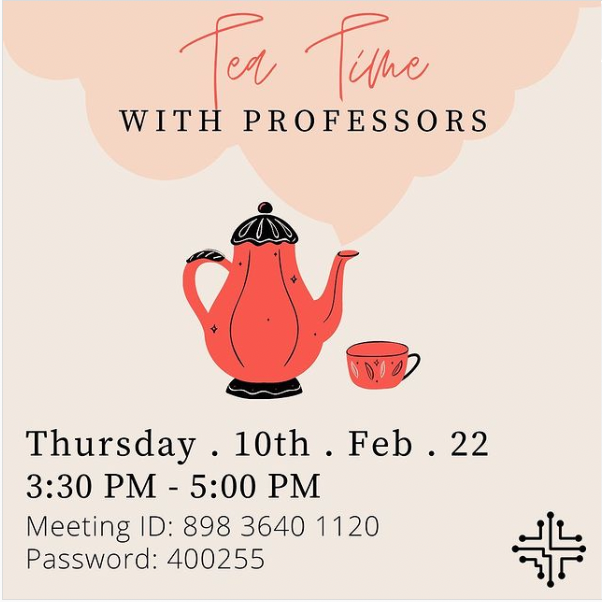 Tea Time
WITH PROFESSORS
Thursday . 10th . Feb . 22
3:30 PM - 5:00 PM
Meeting ID: 898 3640 1120
Password: 400255